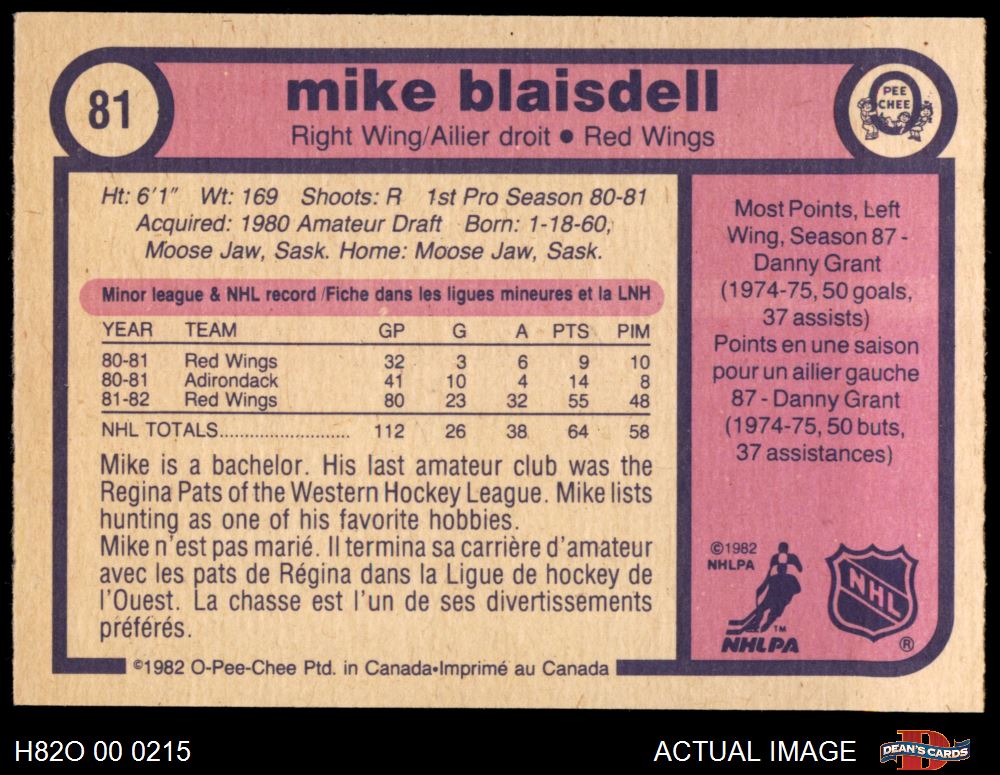 81
mike blaisdell
Right Wing/Ailier droit ● Red Wings
O
PEE
CHEE
Ht: 6'1" Wt: 169 Shoots: R 1st Pro Season 80-81
Acquired: 1980 Amateur Draft Born: 1-18-60,
Moose Jaw, Sask. Home: Moose Jaw, Sask.
Minor league & NHL record /Fiche dans les ligues mineures et la LNH
YEAR TEAM GP G A PTS PIM
80-81 Red Wings 32 3 6 9 10
80-81 Adirondack 41 10 4 14 8
81-82 Red Wings 80 23 32 55 48
NHL TOTALS.......................... 112 26 38 64 58
Mike is a bachelor. His last amateur club was the
Regina Pats of the Western Hockey League. Mike lists
hunting as one of his favorite hobbies.
Mike n'est pas marié. Il termina sa carrière d'amateur
avec les pats de Régina dans la Ligue de hockey de
l'Ouest. La chasse est l'un de ses divertissements
préférés.
©1982 O-Pee-Chee Ptd. in Canada•Imprimé au Canada
Most Points, Left
Wing, Season 87 -
Danny Grant
(1974-75, 50 goals,
37 assists)
Points en une saison
pour un ailier gauche
87 - Danny Grant
(1974-75, 50 buts,
37 assistances)
©1982
NHLPA
TM
NHLPA
NHL
®
H82O 00 0215
ACTUAL IMAGE
D
DEAN'S CARDS